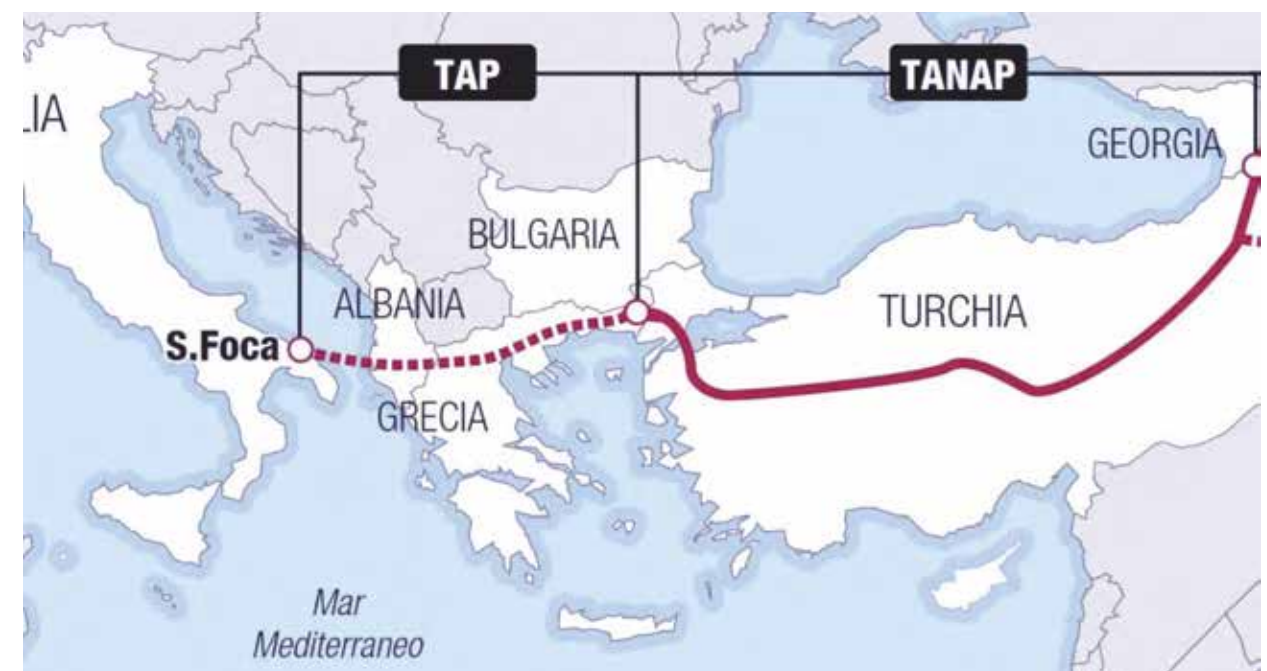 TAP
TANAP
LIA
GEORGIA
BULGARIA
ALBANIA
TURCHIA
S.Foca
GRECIA
Mar
Mediterraneo